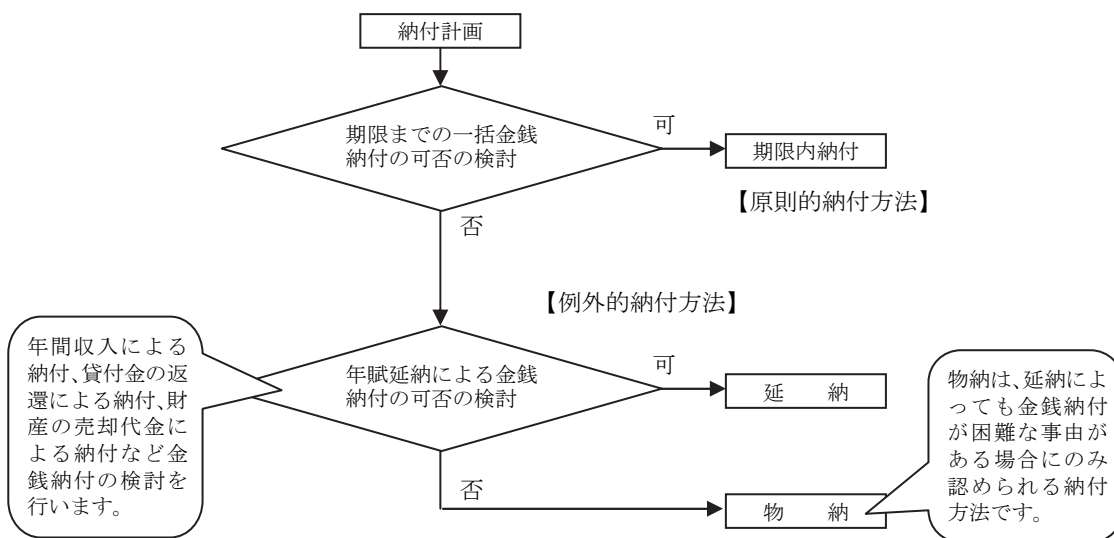 納付計画
期限までの一括金銭
納付の可否の検討
可
期限内納付
【原則的納付方法】
否
【例外的納付方法】
年間収入による
納付、貸付金の返
還による納付、財
産の売却代金に
よる納付など金
銭納付の検討を
行います。
年賦延納による金銭
納付の可否の検討
可
延　　納
物納は、延納によ
っても金銭納付
が困難な事由が
ある場合にのみ
認められる納付
方法です。
否
物　　納